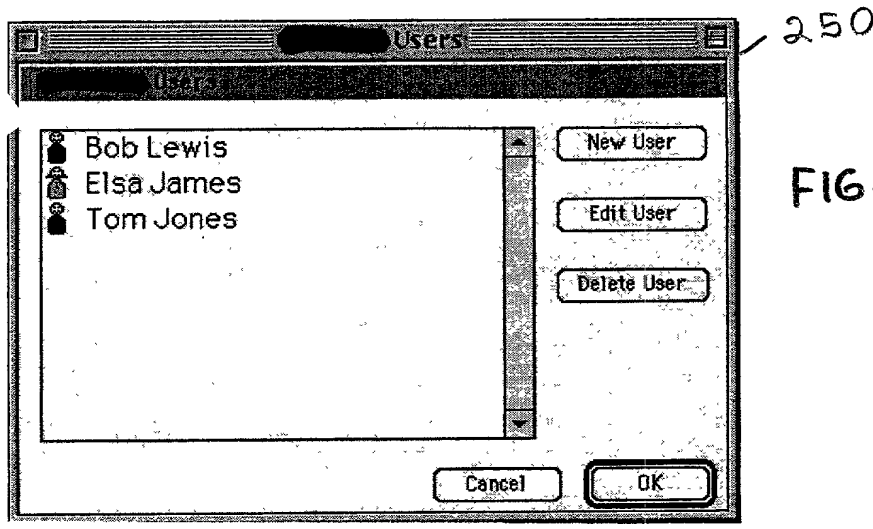 Users
250
Users
Bob Lewis
Elsa James
Tom Jones
New User
Edit User
Delete User
FIG.
Cancel
OK